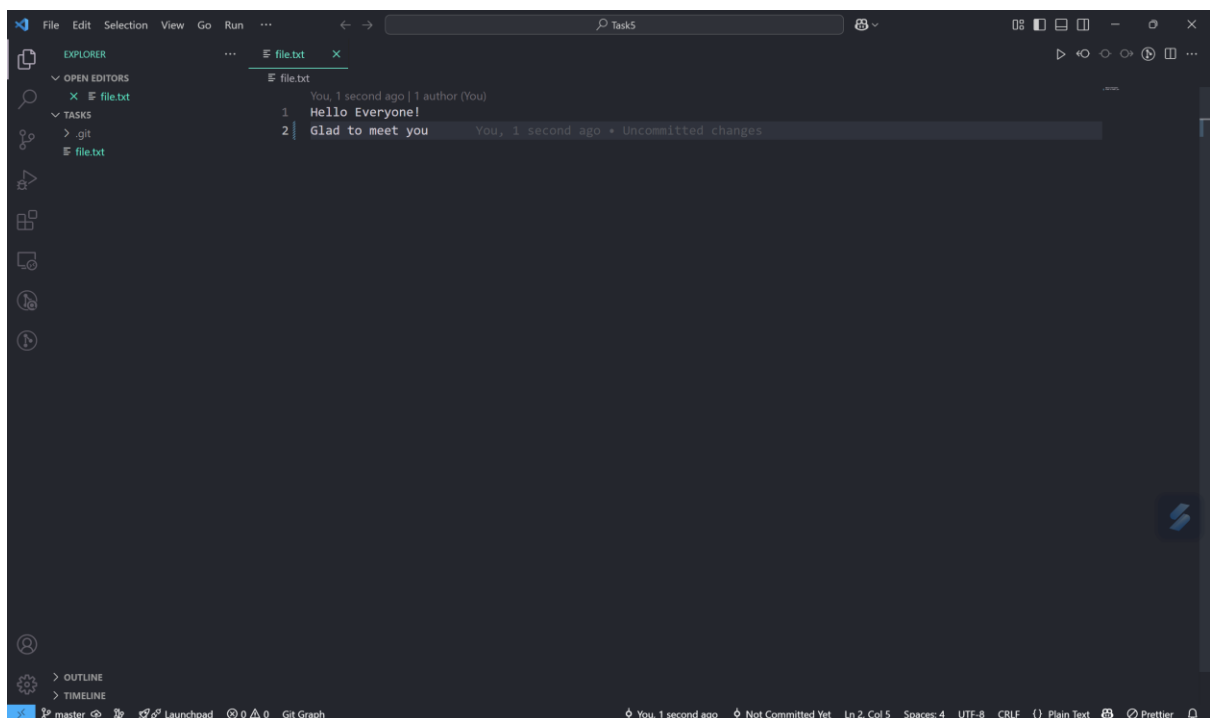 File Edit Selection View Go Run ··· Task5
EXPLORER ··· file.txt
OPEN EDITORS
file.txt
TASK5
.git
file.txt
OUTLINE
TIMELINE
file.txt
You, 1 second ago | 1 author (You)
1 Hello Everyone!
2 Glad to meet you You, 1 second ago • Uncommitted changes
master Launchpad 0 0 Git Graph You, 1 second ago Not Committed Yet Ln 2, Col 5 Spaces: 4 UTF-8 CRLF {} Plain Text Prettier